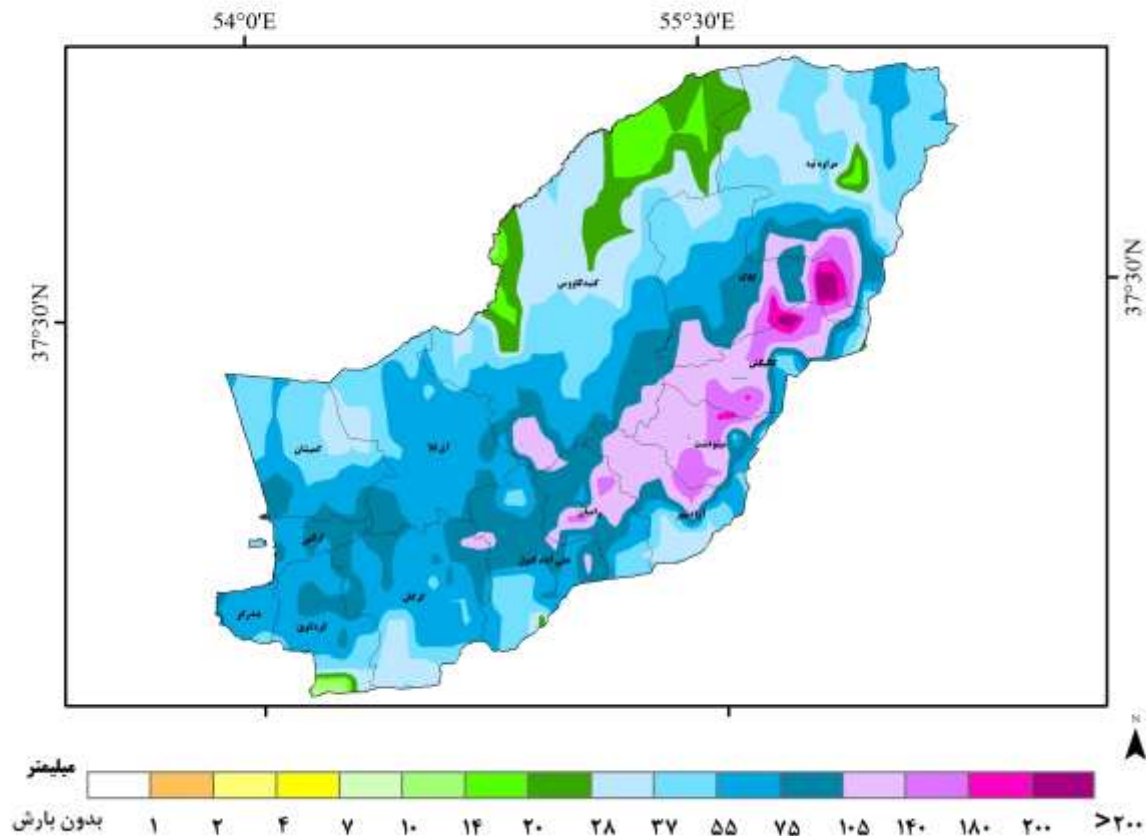 54°0'E 55°30'E
مراوه تپه
37°30'N
کلاله
گنبدکاووس
37°30'N
گالیکش
مینودشت
آق قلا
گمیشان
رامیان
آزادشهر
علی آباد کتول
گرگان
بندرگز
کردکوی
N
میلیمتر
بدون بارش ۱ ۲ ۴ ۷ ۱۰ ۱۴ ۲۰ ۲۸ ۳۷ ۵۵ ۷۵ ۱۰۵ ۱۴۰ ۱۸۰ ۲۰۰ >۲۰۰